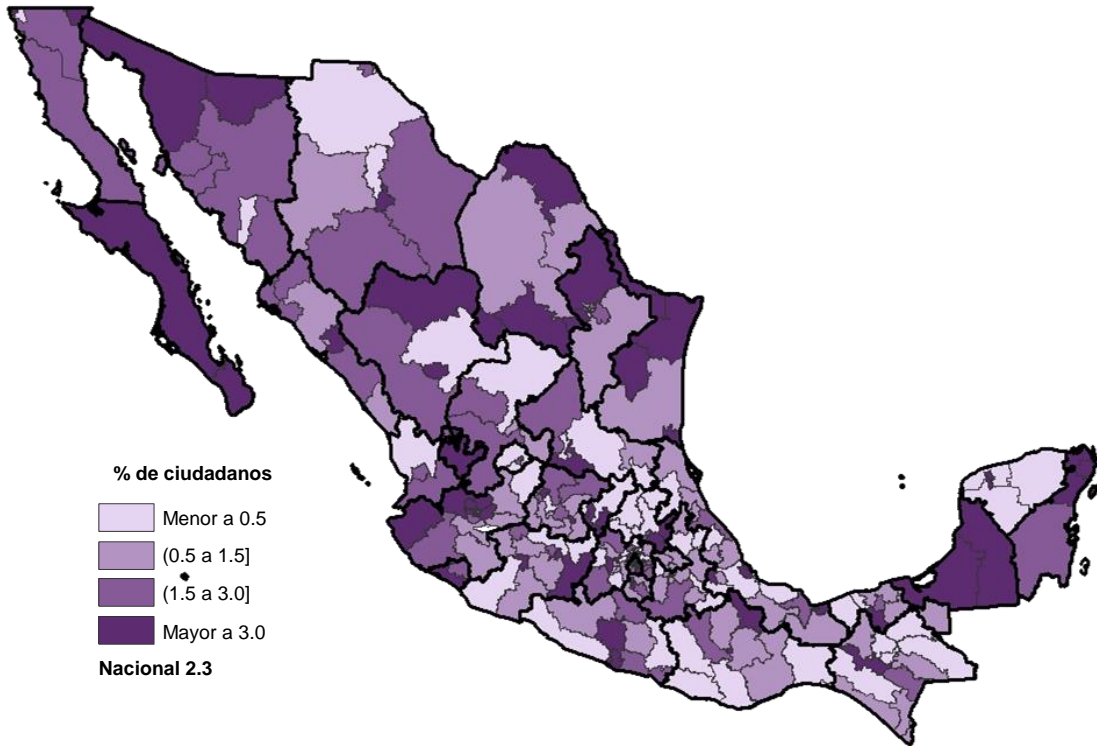 % de ciudadanos
Menor a 0.5
(0.5 a 1.5]
(1.5 a 3.0]
Mayor a 3.0
Nacional 2.3